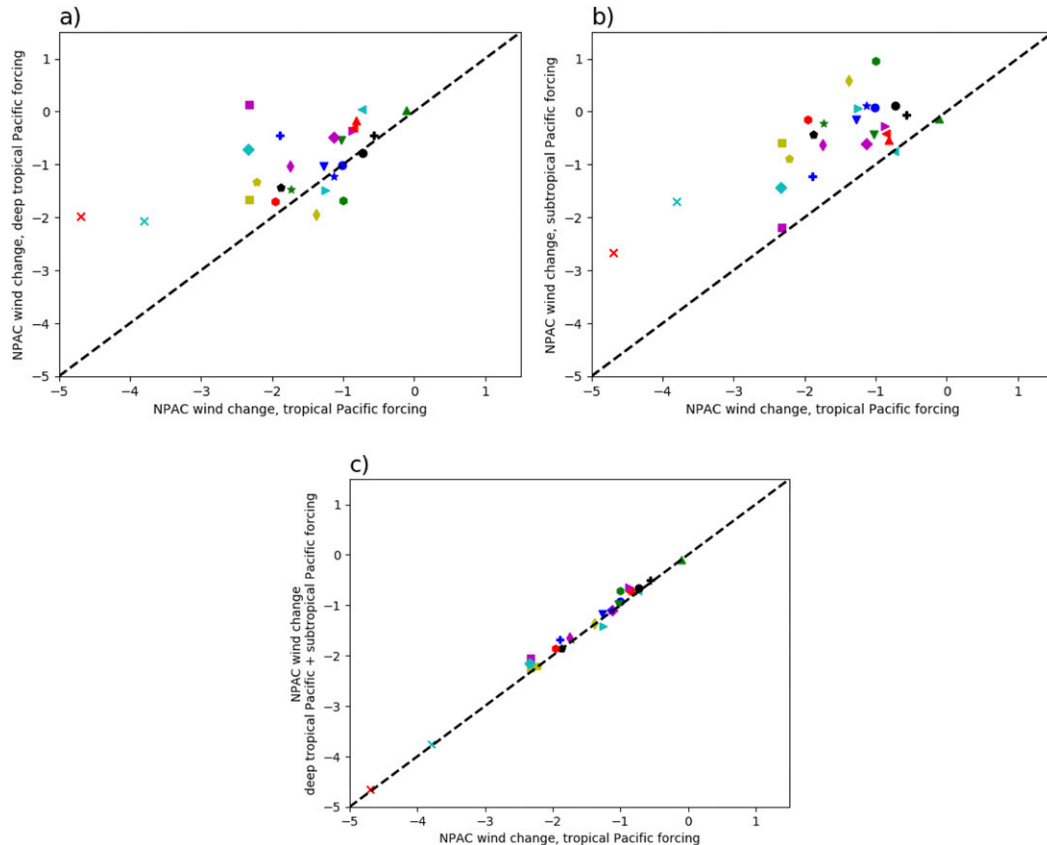 a)
NPAC wind change, deep tropical Pacific forcing
1
0
−1
−2
−3
−4
−5
−5 −4 −3 −2 −1 0 1
NPAC wind change, tropical Pacific forcing
b)
NPAC wind change, subtropical Pacific forcing
1
0
−1
−2
−3
−4
−5
−5 −4 −3 −2 −1 0 1
NPAC wind change, tropical Pacific forcing
c)
NPAC wind change
deep tropical Pacific + subtropical Pacific forcing
1
0
−1
−2
−3
−4
−5
−5 −4 −3 −2 −1 0 1
NPAC wind change, tropical Pacific forcing